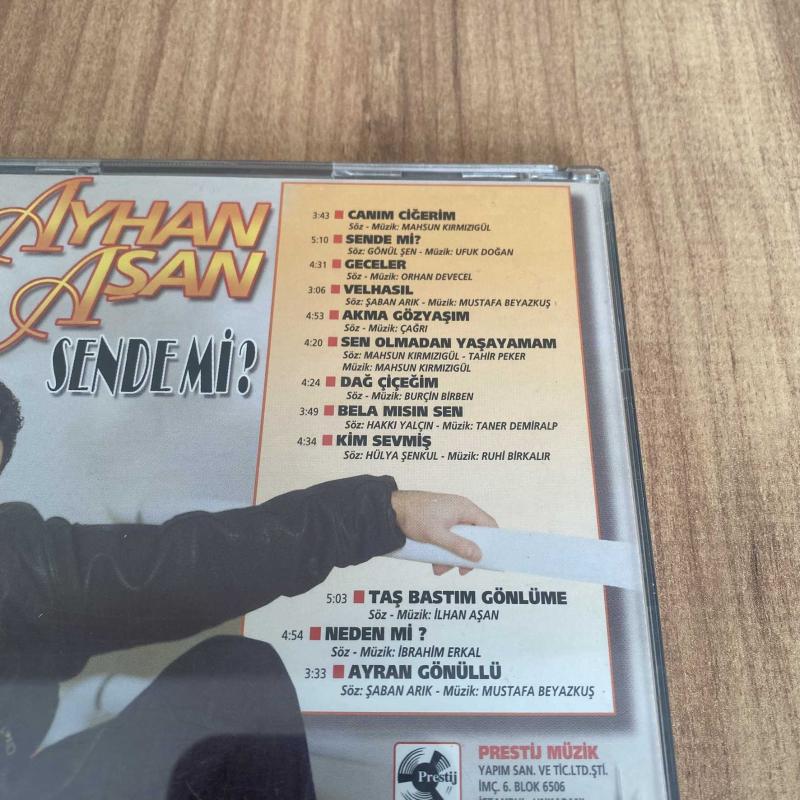 AYHAN
AŞAN
SENDE Mİ?
3:43 CANIM CİĞERİM
Söz - Müzik: MAHSUN KIRMIZIGÜL
5:10 SENDE Mİ?
Söz: GÖNÜL ŞEN - Müzik: UFUK DOĞAN
4:31 GECELER
Söz - Müzik: ORHAN DEVECEL
3:06 VELHASIL
Söz: ŞABAN ARIK - Müzik: MUSTAFA BEYAZKUŞ
4:53 AKMA GÖZYAŞIM
Söz - Müzik: ÇAĞRI
4:20 SEN OLMADAN YAŞAYAMAM
Söz: MAHSUN KIRMIZIGÜL - TAHİR PEKER
Müzik: MAHSUN KIRMIZIGÜL
4:24 DAĞ ÇİÇEĞİM
Söz - Müzik: BURÇİN BİRBEN
3:49 BELA MISIN SEN
Söz: HAKKI YALÇIN - Müzik: TANER DEMİRALP
4:34 KİM SEVMİŞ
Söz: HÜLYA ŞENKUL - Müzik: RUHİ BİRKALIR
5:03 TAŞ BASTIM GÖNLÜME
Söz - Müzik: İLHAN AŞAN
4:54 NEDEN Mİ ?
Söz - Müzik: İBRAHİM ERKAL
3:33 AYRAN GÖNÜLLÜ
Söz: ŞABAN ARIK - Müzik: MUSTAFA BEYAZKUŞ
Prestij
PRESTİJ MÜZİK
YAPIM SAN. VE TİC.LTD.ŞTİ.
İMÇ. 6. BLOK 6506